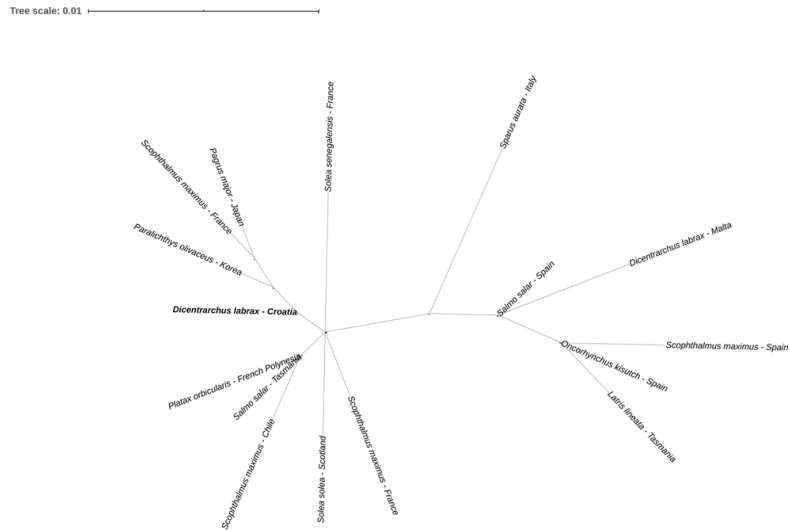 Tree scale: 0.01
Solea senegalensis - France
Sparus aurata - Italy
Pagrus major - Japan
Scophthalmus maximus - France
Paralichthys olivaceus - Korea
Dicentrarchus labrax - Malta
Salmo salar - Spain
Dicentrarchus labrax - Croatia
Scophthalmus maximus - Spain
Oncorhynchus kisutch - Spain
Platax orbicularis - French Polynesia
Salmo salar - Tasmania
Latris lineata - Tasmania
Scophthalmus maximus - Chile
Solea solea - Scotland
Scophthalmus maximus - France